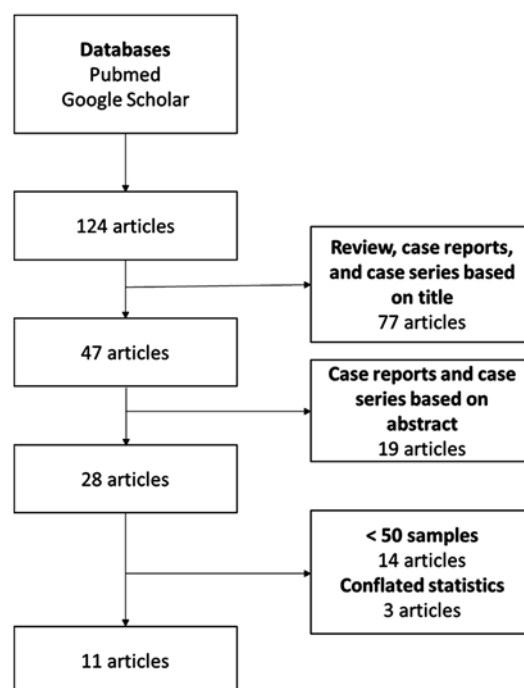 Databases
Pubmed
Google Scholar
124 articles
Review, case reports,
and case series based
on title
77 articles
47 articles
Case reports and case
series based on
abstract
19 articles
28 articles
< 50 samples
14 articles
Conflated statistics
3 articles
11 articles